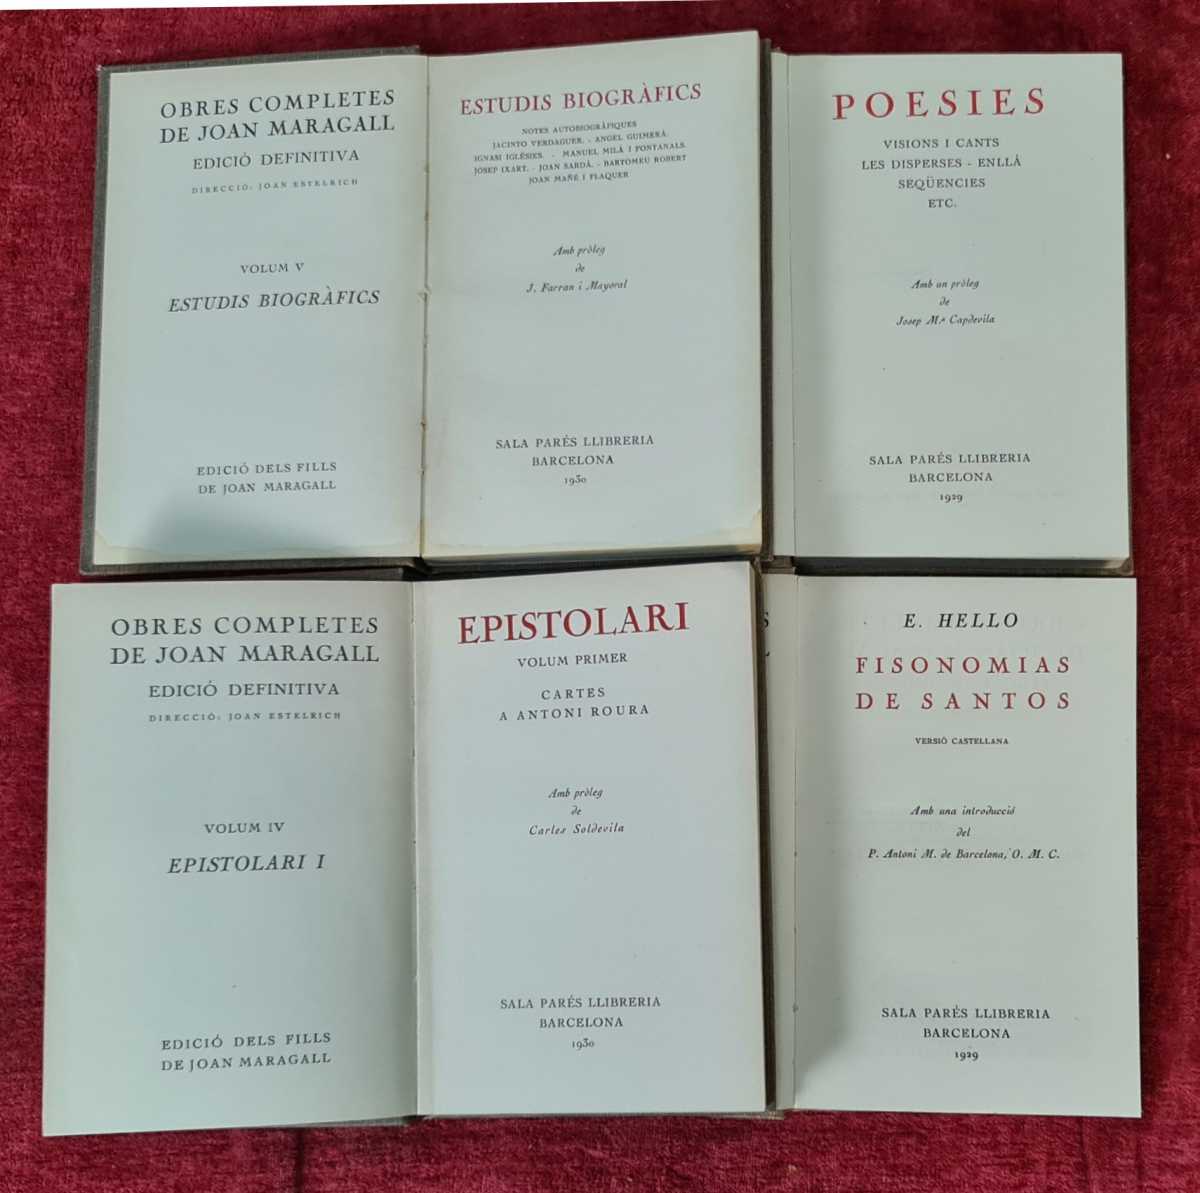 OBRES COMPLETES
DE JOAN MARAGALL
EDICIÓ DEFINITIVA
DIRECCIÓ: JOAN ESTELRICH
VOLUM V
ESTUDIS BIOGRÀFICS
EDICIÓ DELS FILLS
DE JOAN MARAGALL
ESTUDIS BIOGRÀFICS
NOTES AUTOBIOGRÀFIQUES
JACINTO VERDAGUER. - ANGEL GUIMERÀ.
IGNASI IGLÉSIES. - MANUEL MILÀ I FONTANALS.
JOSEP IXART. - JOAN SARDÀ. - BARTOMEU ROBERT
JOAN MAÑÉ I FLAQUER
Amb pròleg
de
J. Farran i Mayoral
SALA PARÉS LLIBRERIA
BARCELONA
1930
POESIES
VISIONS I CANTS
LES DISPERSES - ENLLÀ
SEQÜENCIES
ETC.
Amb un pròleg
de
Josep M.ª Capdevila
SALA PARÉS LLIBRERIA
BARCELONA
1929
OBRES COMPLETES
DE JOAN MARAGALL
EDICIÓ DEFINITIVA
DIRECCIÓ: JOAN ESTELRICH
VOLUM IV
EPISTOLARI I
EDICIÓ DELS FILLS
DE JOAN MARAGALL
EPISTOLARI
VOLUM PRIMER
CARTES
A ANTONI ROURA
Amb pròleg
de
Carles Soldevila
SALA PARÉS LLIBRERIA
BARCELONA
1930
E. HELLO
FISONOMIAS
DE SANTOS
VERSIÓ CASTELLANA
Amb una introducció
del
P. Antoni M. de Barcelona, O. M. C.
SALA PARÉS LLIBRERIA
BARCELONA
1929